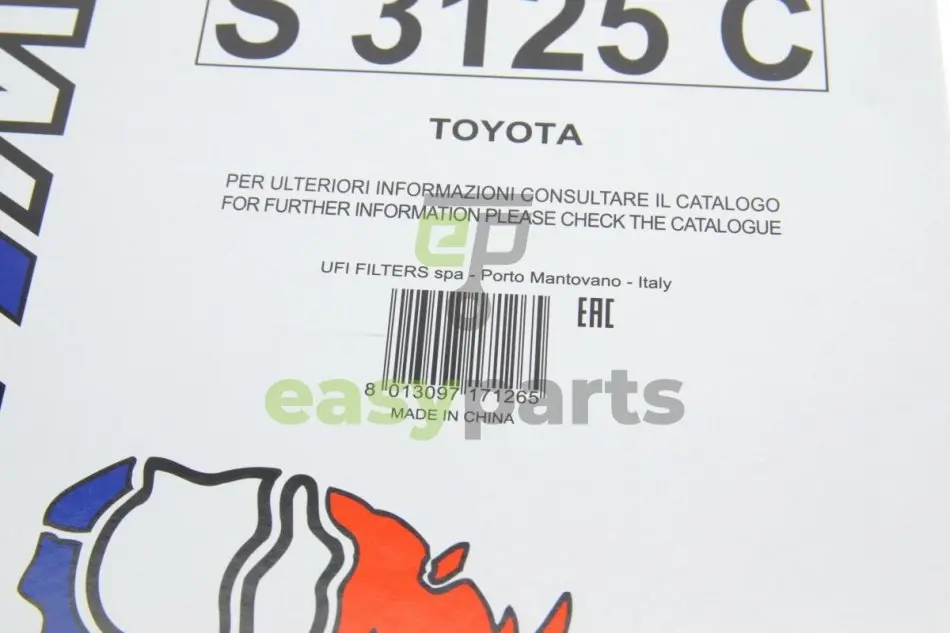 S 3125 C
TOYOTA
PER ULTERIORI INFORMAZIONI CONSULTARE IL CATALOGO
FOR FURTHER INFORMATION PLEASE CHECK THE CATALOGUE
ep
UFI FILTERS spa - Porto Mantovano - Italy
EAC
8 013097 171265
easyparts
MADE IN CHINA